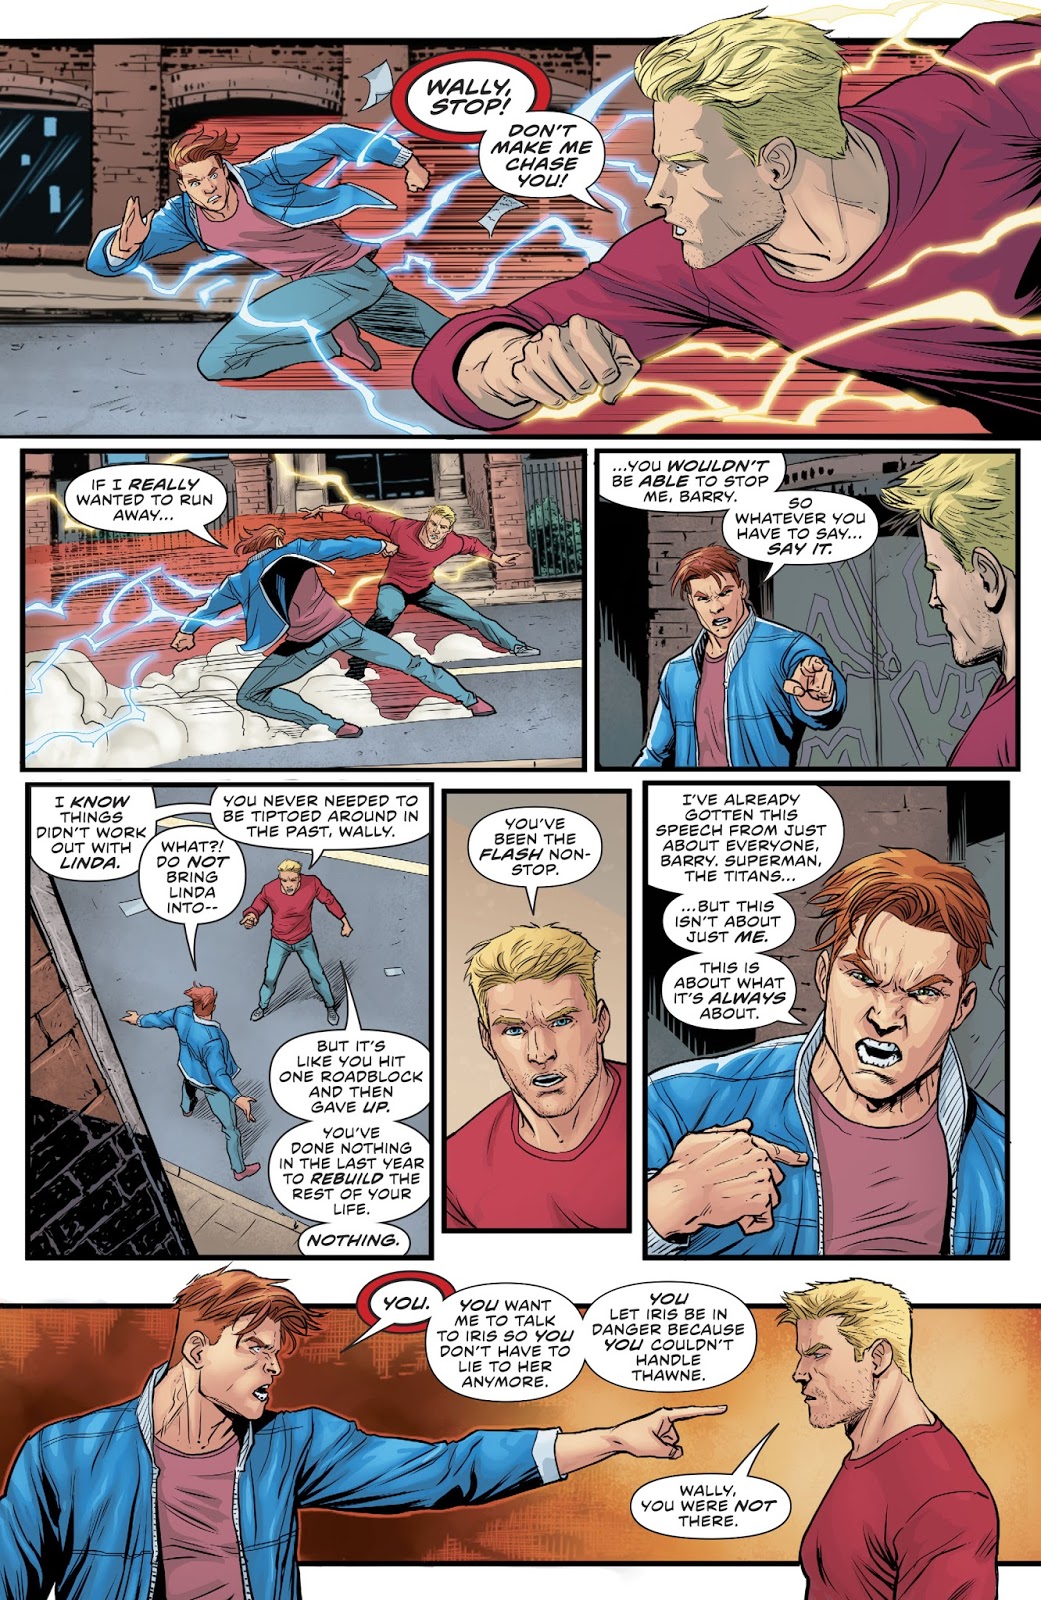 WALLY,
STOP!
DON'T
MAKE ME
CHASE
YOU!
IF I REALLY
WANTED TO RUN
AWAY...
...YOU WOULDN'T
BE ABLE TO STOP
ME, BARRY.
SO
WHATEVER YOU
HAVE TO SAY...
SAY IT.
I KNOW
THINGS
DIDN'T WORK
OUT WITH
LINDA.
WHAT?!
DO NOT
BRING
LINDA
INTO--
YOU NEVER NEEDED TO
BE TIPTOED AROUND IN
THE PAST, WALLY.
BUT IT'S
LIKE YOU HIT
ONE ROADBLOCK
AND THEN
GAVE UP.
YOU'VE
DONE NOTHING
IN THE LAST YEAR
TO REBUILD THE
REST OF YOUR
LIFE.
NOTHING.
YOU'VE
BEEN THE
FLASH NON-
STOP.
I'VE ALREADY
GOTTEN THIS
SPEECH FROM JUST
ABOUT EVERYONE,
BARRY. SUPERMAN,
THE TITANS...
...BUT THIS
ISN'T ABOUT
JUST ME.
THIS IS
ABOUT WHAT
IT'S ALWAYS
ABOUT.
YOU.
YOU WANT
ME TO TALK
TO IRIS SO YOU
DON'T HAVE TO
LIE TO HER
ANYMORE.
YOU
LET IRIS BE IN
DANGER BECAUSE
YOU COULDN'T
HANDLE
THAWNE.
WALLY,
YOU WERE NOT
THERE.